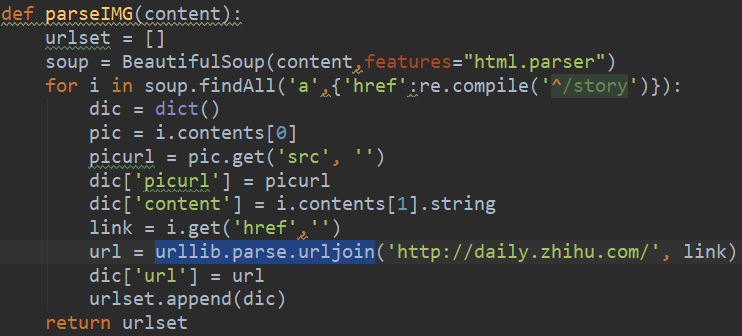 def parseIMG(content):
    urlset = []
    soup = BeautifulSoup(content,features="html.parser")
    for i in soup.findAll('a',{'href':re.compile('^/story')}):
        dic = dict()
        pic = i.contents[0]
        picurl = pic.get('src', '')
        dic['picurl'] = picurl
        dic['content'] = i.contents[1].string
        link = i.get('href','')
        url = urllib.parse.urljoin('http://daily.zhihu.com/', link)
        dic['url'] = url
        urlset.append(dic)
    return urlset